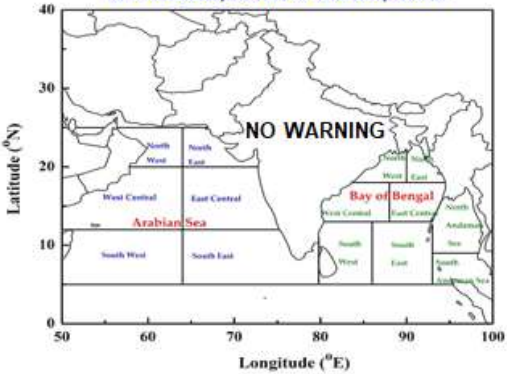 40
30
20
10
0
Latitude (⁰N)
NO WARNING
North
West
North
East
West Central
East Central
Arabian Sea
South West
South East
North
West
North
East
Bay of Bengal
West Central
East Central
South
West
South
East
North
Andaman
Sea
South
Andaman Sea
50 60 70 80 90 100
Longitude (⁰E)